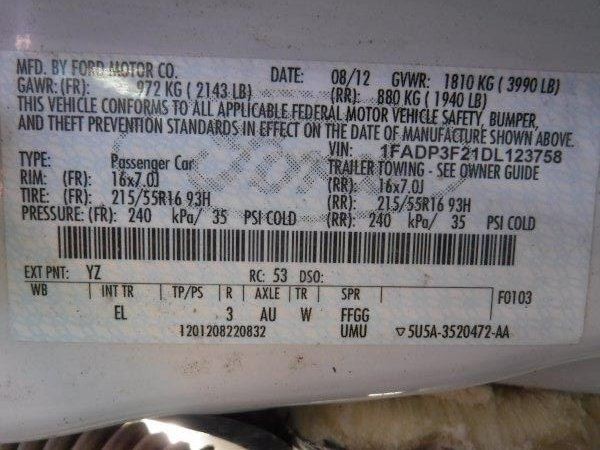 MFD. BY FORD MOTOR CO. DATE: 08/12 GVWR: 1810 KG ( 3990 LB)
GAWR: (FR): 972 KG ( 2143 LB) (RR): 880 KG ( 1940 LB)
THIS VEHICLE CONFORMS TO ALL APPLICABLE FEDERAL MOTOR VEHICLE SAFETY, BUMPER,
AND THEFT PREVENTION STANDARDS IN EFFECT ON THE DATE OF MANUFACTURE SHOWN ABOVE.
VIN: 1FADP3F21DL123758
TYPE: Passenger Car TRAILER TOWING - SEE OWNER GUIDE
RIM: (FR): 16x7.0J (RR): 16x7.0J
TIRE: (FR): 215/55R16 93H (RR): 215/55R16 93H
PRESSURE: (FR): 240 kPa/ 35 PSI COLD (RR): 240 kPa/ 35 PSI COLD
EXT PNT: YZ RC: 53 DSO:
WB INT TR TP/PS R AXLE TR SPR F0103
EL 3 AU W FFGG
1201208220832 UMU ▽5U5A-3520472-AA